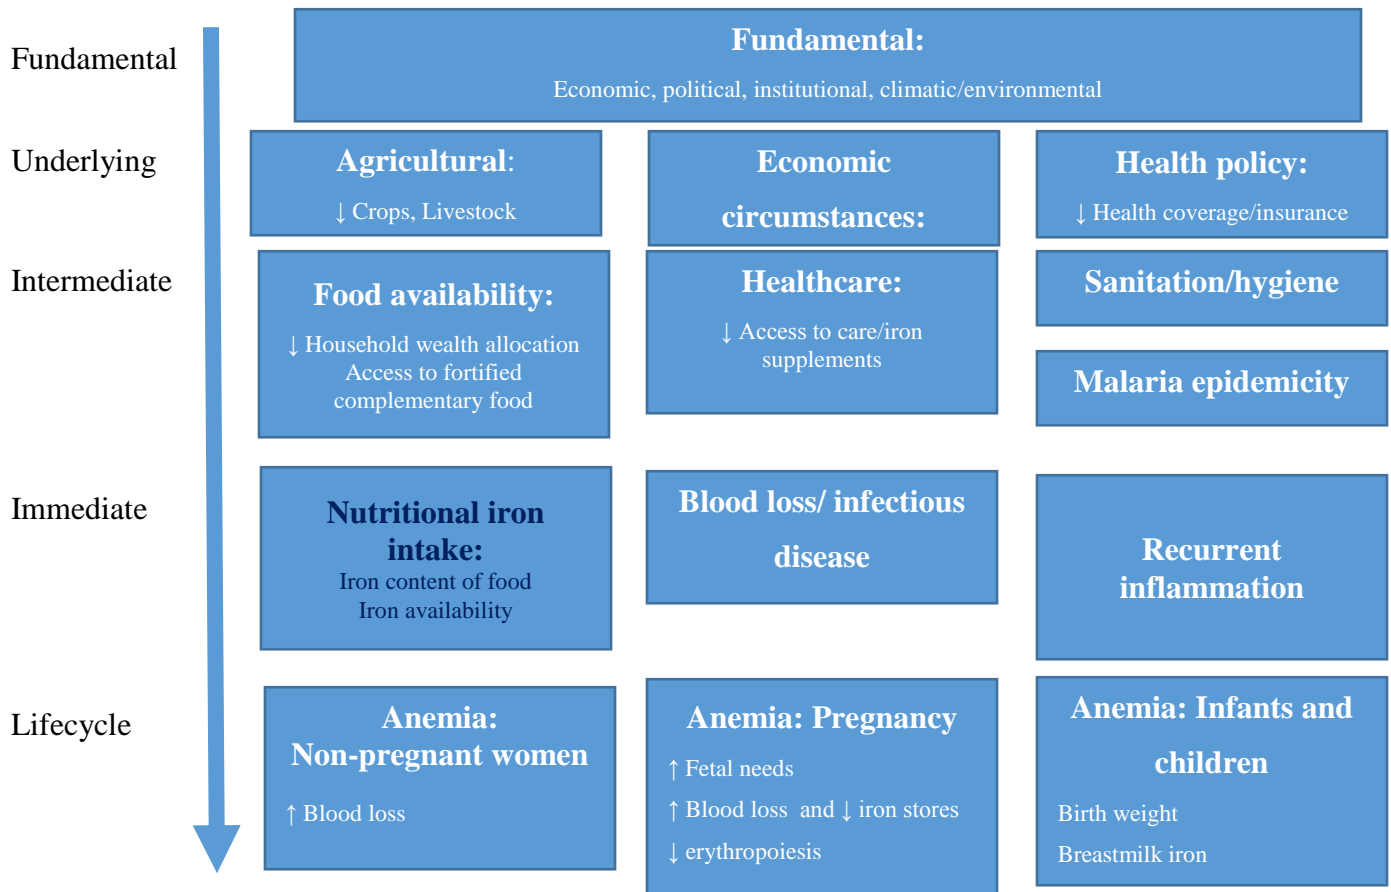 Fundamental
Fundamental:
Economic, political, institutional, climatic/environmental
Underlying
Agricultural:
↓ Crops, Livestock
Economic
circumstances:
Health policy:
↓ Health coverage/insurance
Intermediate
Food availability:
↓ Household wealth allocation
Access to fortified
complementary food
Healthcare:
↓ Access to care/iron
supplements
Sanitation/hygiene
Malaria epidemicity
Immediate
Nutritional iron
intake:
Iron content of food
Iron availability
Blood loss/ infectious
disease
Recurrent
inflammation
Lifecycle
Anemia:
Non-pregnant women
↑ Blood loss
Anemia: Pregnancy
↑ Fetal needs
↑ Blood loss and ↓ iron stores
↓ erythropoiesis
Anemia: Infants and
children
Birth weight
Breastmilk iron